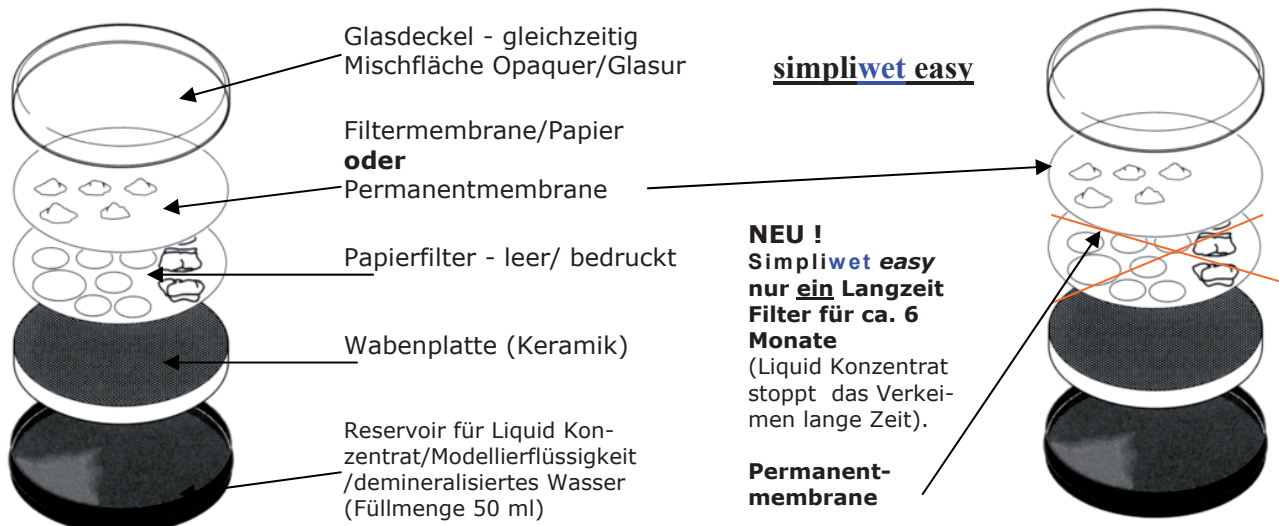 Glasdeckel - gleichzeitig
Mischfläche Opaquer/Glasur
Filtermembrane/Papier
oder
Permanentmembrane
Papierfilter - leer/ bedruckt
Wabenplatte (Keramik)
Reservoir für Liquid Kon-
zentrat/Modellierflüssigkeit
/demineralisiertes Wasser
(Füllmenge 50 ml)
simpliwet easy
NEU !
Simpliwet easy
nur ein Langzeit
Filter für ca. 6
Monate
(Liquid Konzentrat
stoppt das Verkei-
men lange Zeit).
Permanent-
membrane